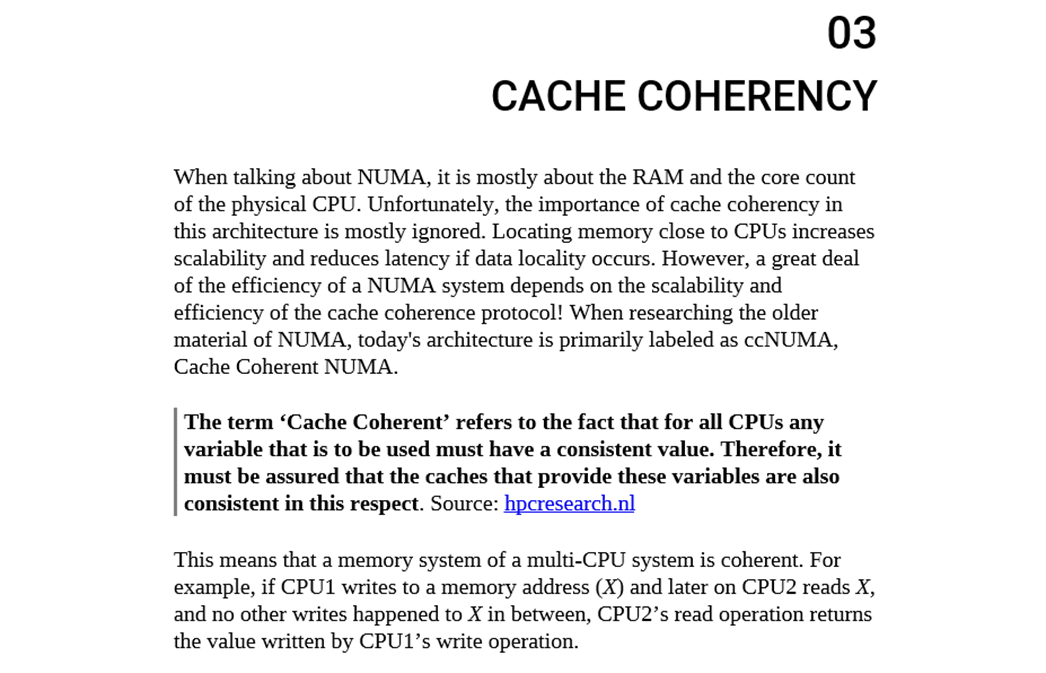 03
CACHE COHERENCY
When talking about NUMA, it is mostly about the RAM and the core count
of the physical CPU. Unfortunately, the importance of cache coherency in
this architecture is mostly ignored. Locating memory close to CPUs increases
scalability and reduces latency if data locality occurs. However, a great deal
of the efficiency of a NUMA system depends on the scalability and
efficiency of the cache coherence protocol! When researching the older
material of NUMA, today's architecture is primarily labeled as ccNUMA,
Cache Coherent NUMA.
The term ‘Cache Coherent’ refers to the fact that for all CPUs any
variable that is to be used must have a consistent value. Therefore, it
must be assured that the caches that provide these variables are also
consistent in this respect. Source: hpcresearch.nl
This means that a memory system of a multi-CPU system is coherent. For
example, if CPU1 writes to a memory address (X) and later on CPU2 reads X,
and no other writes happened to X in between, CPU2’s read operation returns
the value written by CPU1’s write operation.